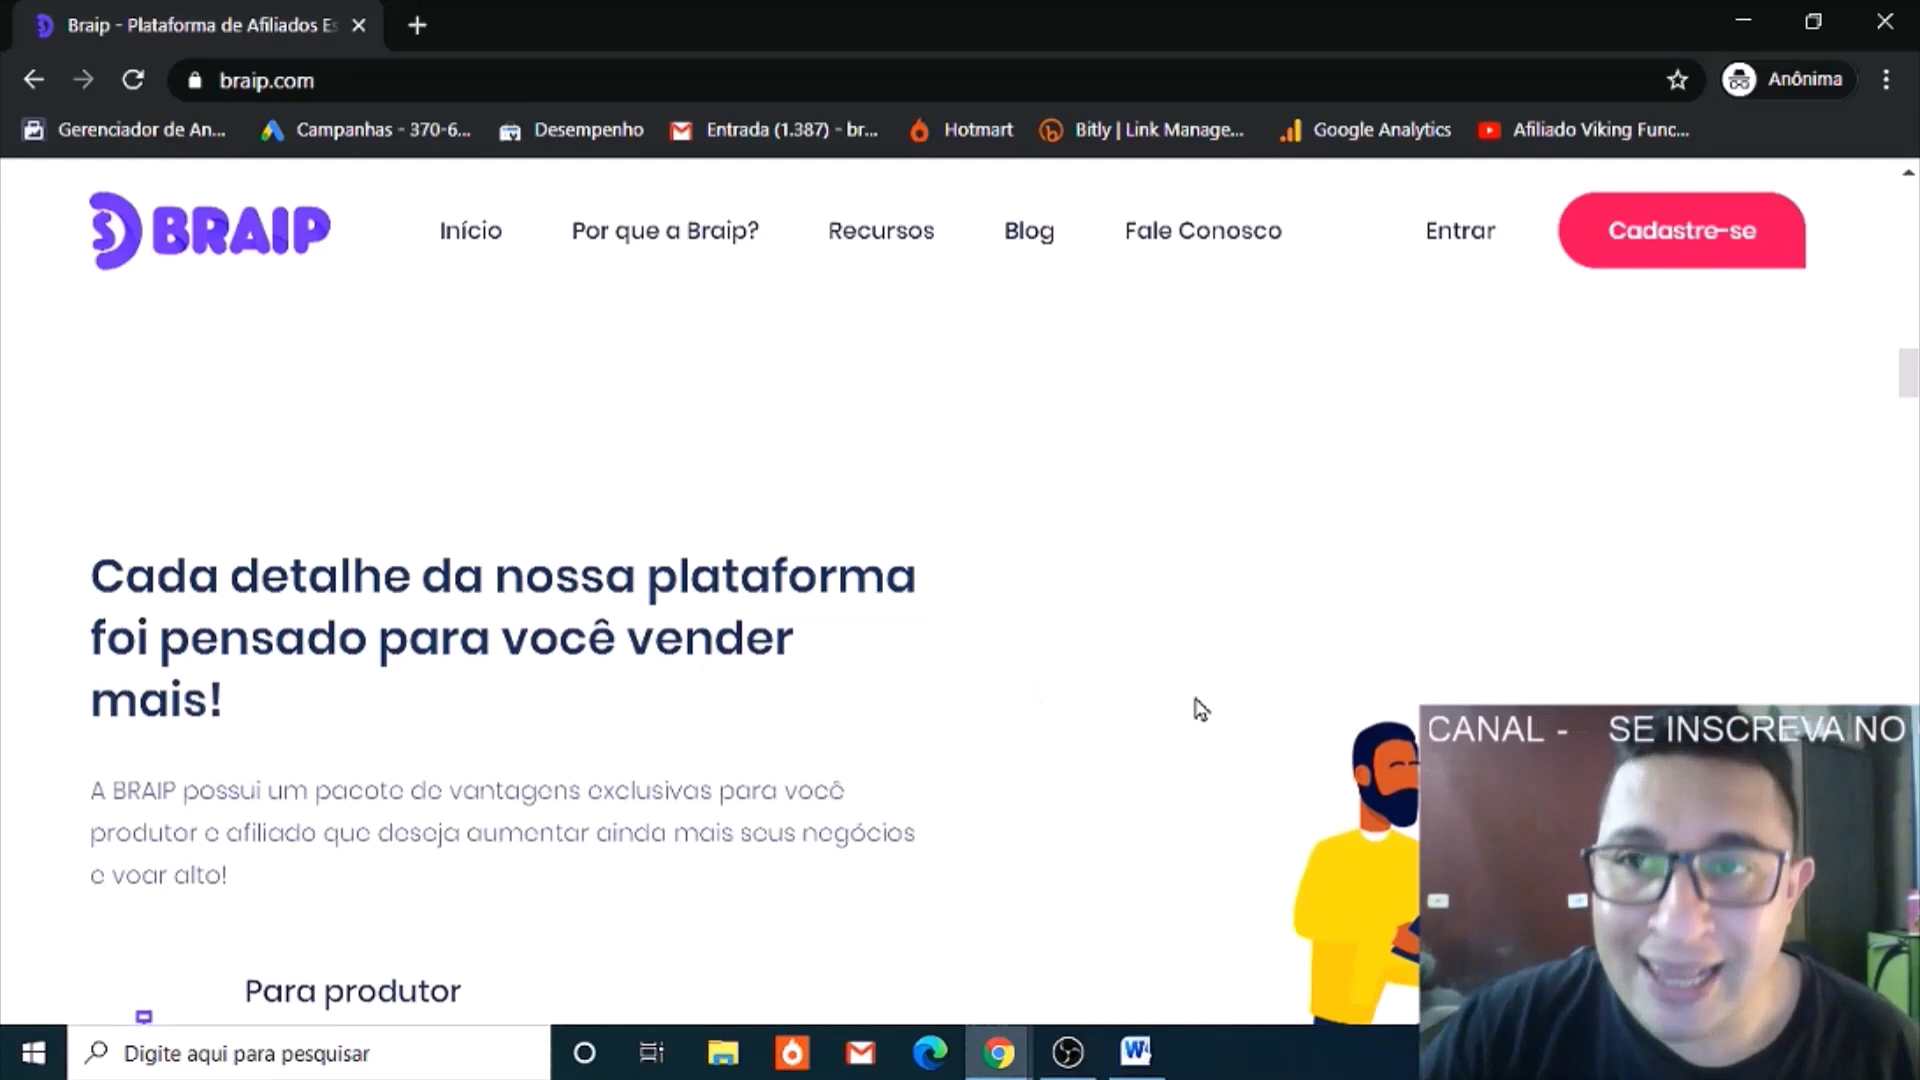 Braip - Plataforma de Afiliados Es
braip.com
Anônima
Gerenciador de An...
Campanhas - 370-6...
Desempenho
Entrada (1.387) - br...
Hotmart
Bitly | Link Manage...
Google Analytics
Afiliado Viking Func...
BRAIP
Início
Por que a Braip?
Recursos
Blog
Fale Conosco
Entrar
Cadastre-se
Cada detalhe da nossa plataforma
foi pensado para você vender
mais!
A BRAIP possui um pacote de vantagens exclusivas para você
produtor e afiliado que deseja aumentar ainda mais seus negócios
e voar alto!
Para produtor
CANAL - SE INSCREVA NO
Digite aqui para pesquisar